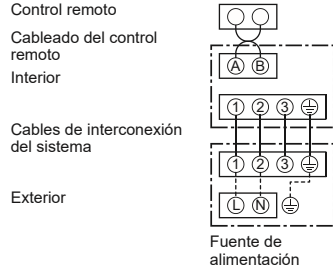 Control remoto
Cableado del control
remoto
Interior
A B
1 2 3
Cables de interconexión
del sistema
1 2 3
Exterior
L N
Fuente de
alimentación